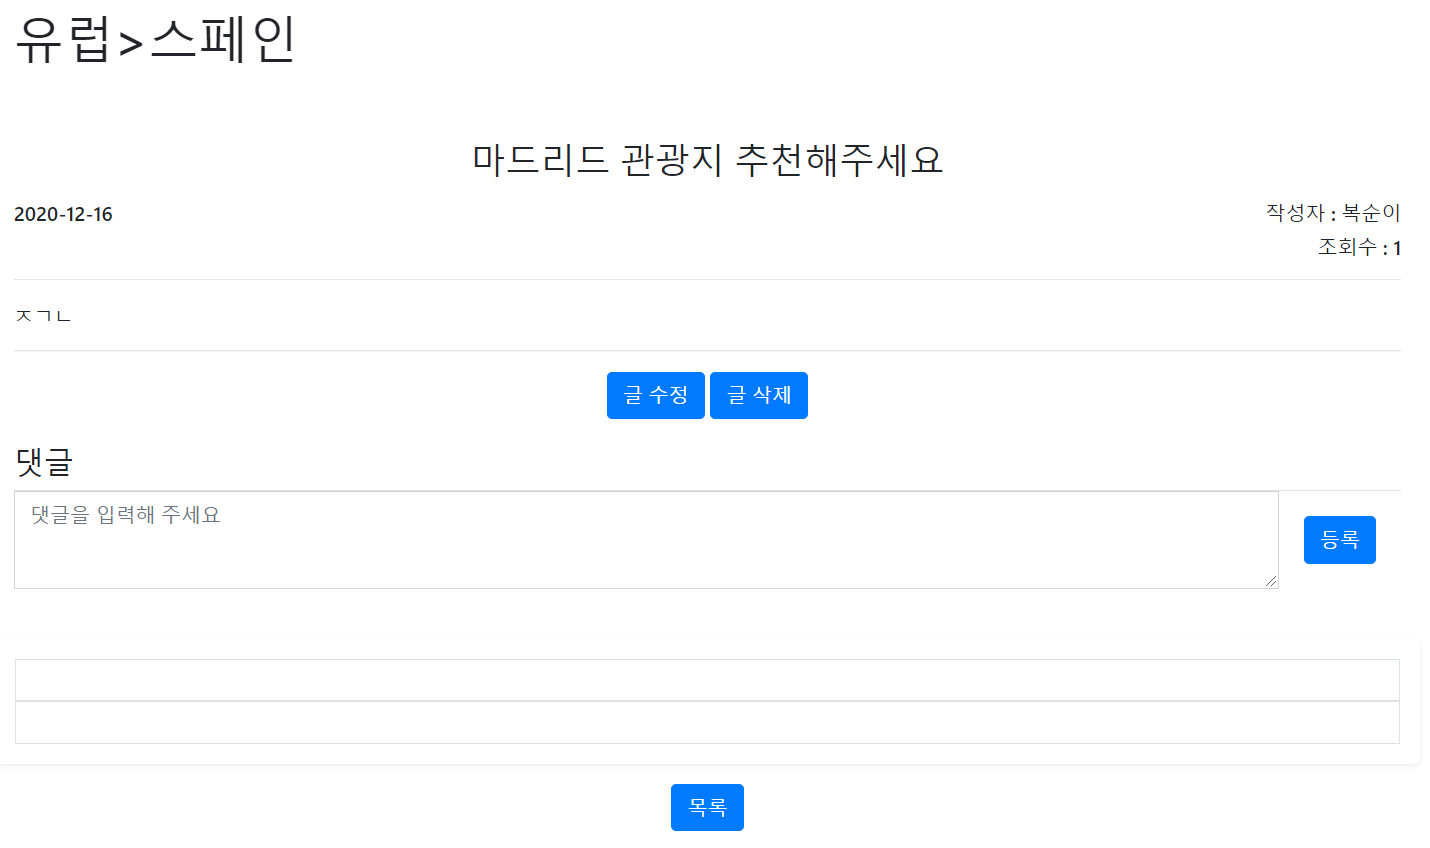 유럽>스페인
마드리드 관광지 추천해주세요
2020-12-16
작성자 : 복순이
조회수 : 1
ㅈㄱㄴ
글 수정 글 삭제
댓글
댓글을 입력해 주세요
등록
목록